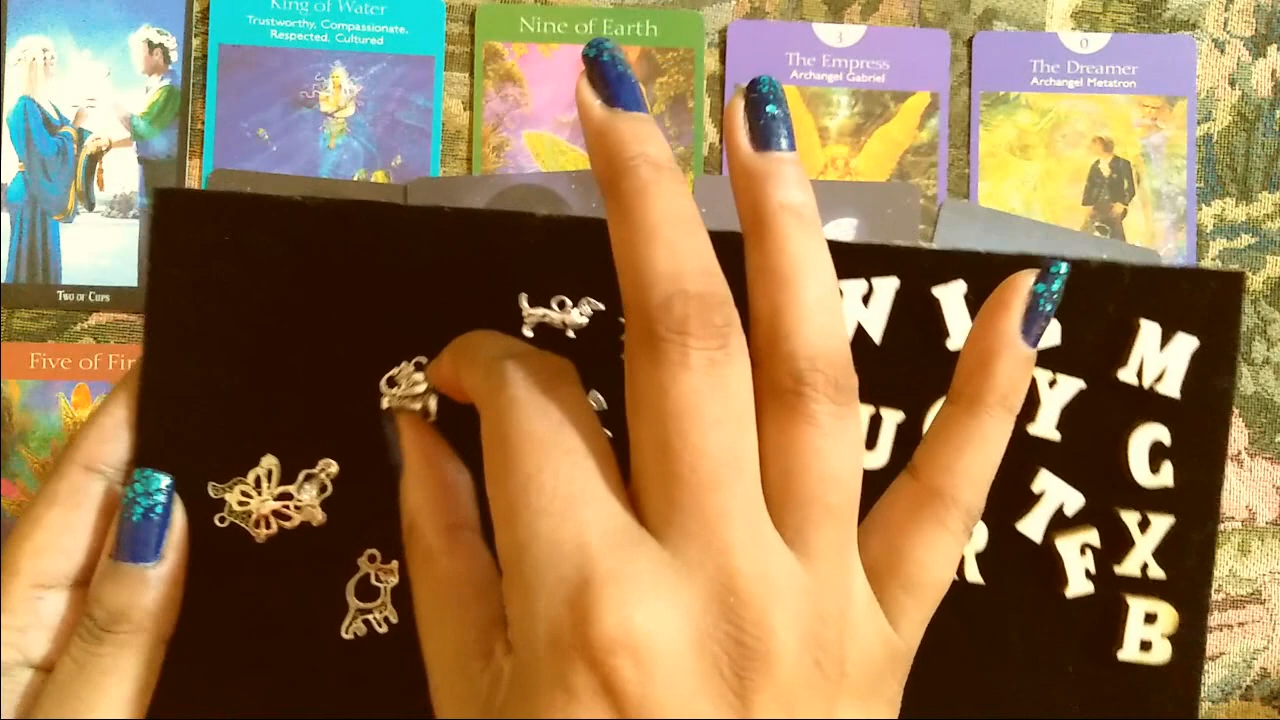 King of Water
Trustworthy, Compassionate,
Respected, Cultured
Nine of Earth
3
The Empress
Archangel Gabriel
0
The Dreamer
Archangel Metatron
Two of Cups
Five of
W
M
Y
U
C
T
F
X
R
B